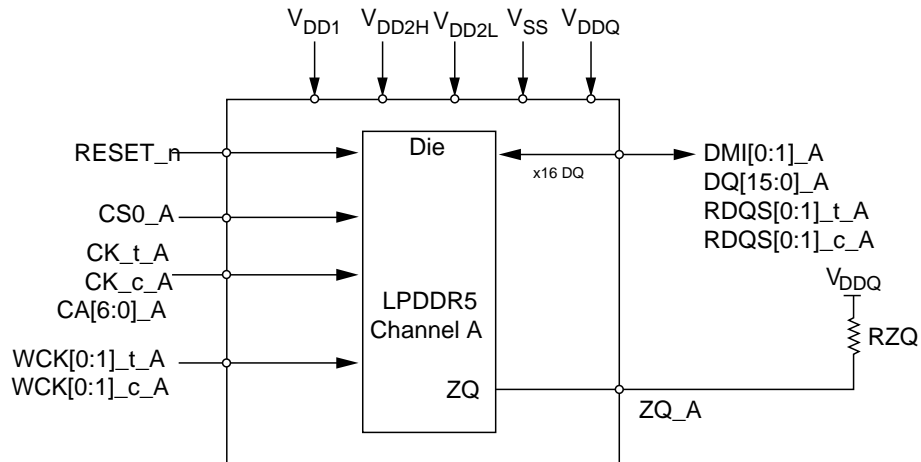 VDD1 VDD2H VDD2L VSS VDDQ
RESET_n
Die
x16 DQ
DMI[0:1]_A
DQ[15:0]_A
RDQS[0:1]_t_A
RDQS[0:1]_c_A
CS0_A
CK_t_A
CK_c_A
CA[6:0]_A
LPDDR5
Channel A
VDDQ
RZQ
WCK[0:1]_t_A
WCK[0:1]_c_A
ZQ
ZQ_A